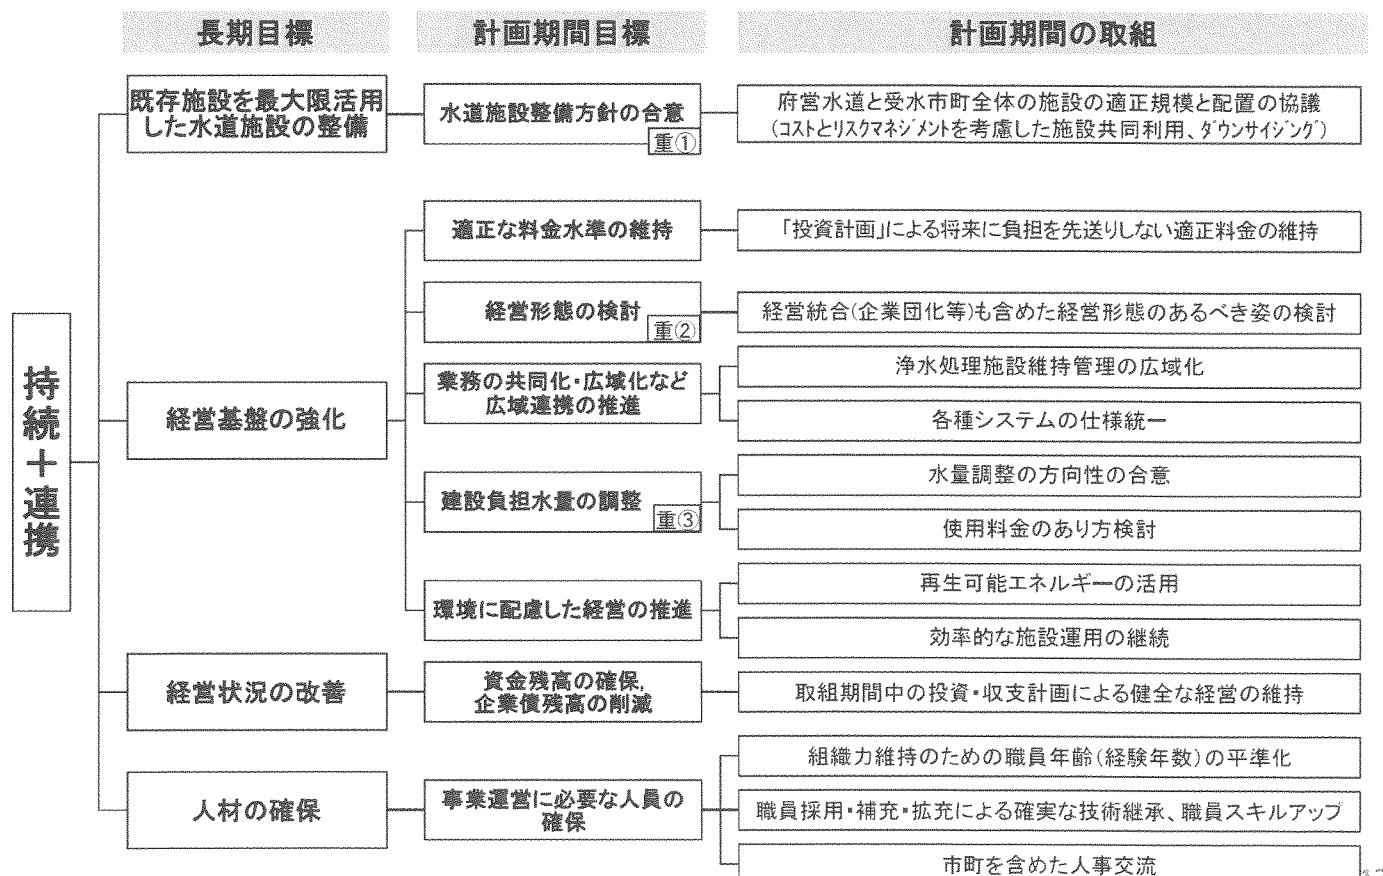 長期目標
計画期間目標
計画期間の取組
持続＋連携
既存施設を最大限活用
した水道施設の整備
水道施設整備方針の合意
重①
府営水道と受水市町全体の施設の適正規模と配置の協議
(コストとリスクマネジメントを考慮した施設共同利用、ダウンサイジング)
経営基盤の強化
適正な料金水準の維持
「投資計画」による将来に負担を先送りしない適正料金の維持
経営形態の検討
重②
経営統合(企業団化等)も含めた経営形態のあるべき姿の検討
業務の共同化・広域化など
広域連携の推進
浄水処理施設維持管理の広域化
各種システムの仕様統一
建設負担水量の調整
重③
水量調整の方向性の合意
使用料金のあり方検討
環境に配慮した経営の推進
再生可能エネルギーの活用
効率的な施設運用の継続
経営状況の改善
資金残高の確保,
企業債残高の削減
取組期間中の投資・収支計画による健全な経営の維持
人材の確保
事業運営に必要な人員の
確保
組織力維持のための職員年齢(経験年数)の平準化
職員採用・補充・拡充による確実な技術継承、職員スキルアップ
市町を含めた人事交流